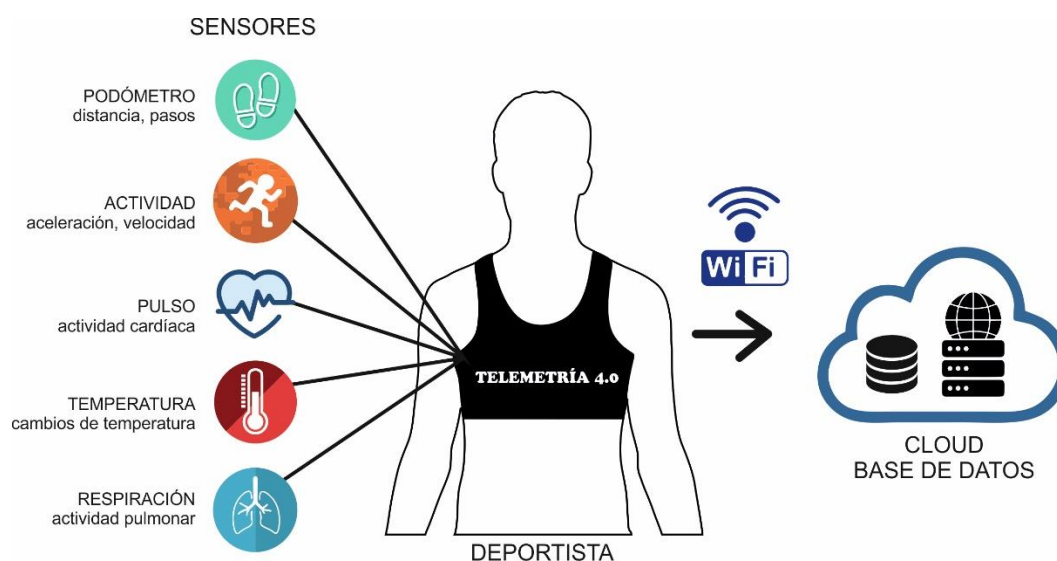 SENSORES
PODÓMETRO
distancia, pasos
ACTIVIDAD
aceleración, velocidad
PULSO
actividad cardíaca
TEMPERATURA
cambios de temperatura
RESPIRACIÓN
actividad pulmonar
TELEMETRÍA 4.0
DEPORTISTA
Wi Fi
CLOUD
BASE DE DATOS